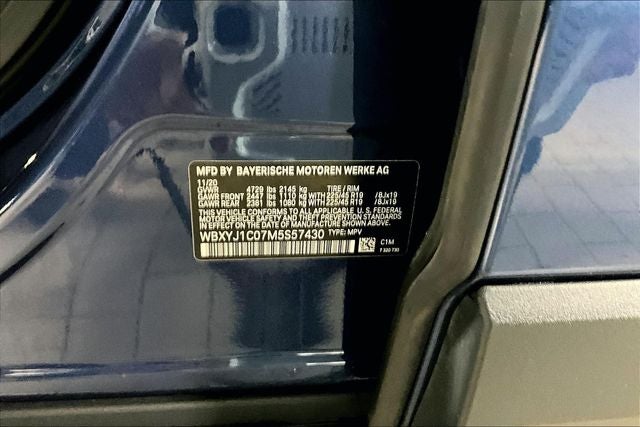 MFD BY BAYERISCHE MOTOREN WERKE AG
11/20
GVWR 4729 lbs 2145 kg TIRE / RIM
GAWR FRONT 2447 lbs 1110 kg WITH 225/45 R19 /8Jx19
GAWR REAR 2381 lbs 1080 kg WITH 225/45 R19 /8Jx19
THIS VEHICLE CONFORMS TO ALL APPLICABLE U. S. FEDERAL
MOTOR VEHICLE SAFETY AND THEFT PREVENTION STANDARDS
IN EFFECT ON THE DATE OF MANUFACTURE SHOWN ABOVE.
WBXYJ1C07M5S57430 TYPE: MPV
C1M
7 320 730